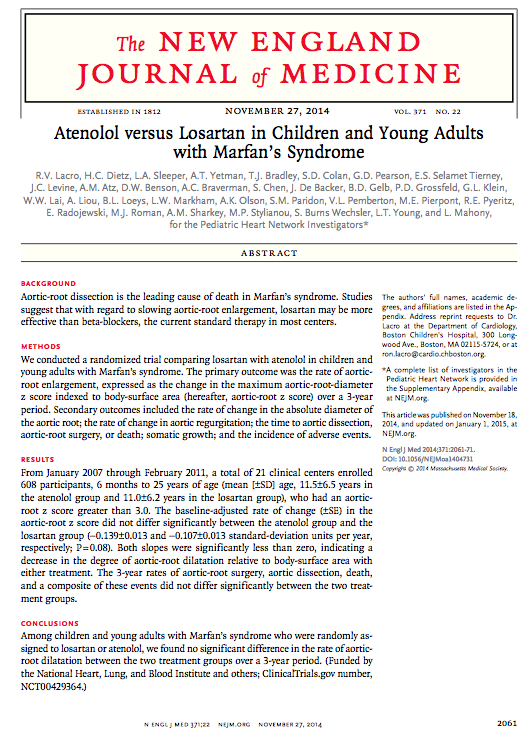 The NEW ENGLAND
JOURNAL of MEDICINE
ESTABLISHED IN 1812
NOVEMBER 27, 2014
VOL. 371 NO. 22
Atenolol versus Losartan in Children and Young Adults
with Marfan’s Syndrome
R.V. Lacro, H.C. Dietz, L.A. Sleeper, A.T. Yetman, T.J. Bradley, S.D. Colan, G.D. Pearson, E.S. Selamet Tierney,
J.C. Levine, A.M. Atz, D.W. Benson, A.C. Braverman, S. Chen, J. De Backer, B.D. Gelb, P.D. Grossfeld, G.L. Klein,
W.W. Lai, A. Liou, B.L. Loeys, L.W. Markham, A.K. Olson, S.M. Paridon, V.L. Pemberton, M.E. Pierpont, R.E. Pyeritz,
E. Radojewski, M.J. Roman, A.M. Sharkey, M.P. Stylianou, S. Burns Wechsler, L.T. Young, and L. Mahony,
for the Pediatric Heart Network Investigators*
ABSTRACT
BACKGROUND
Aortic-root dissection is the leading cause of death in Marfan’s syndrome. Studies
suggest that with regard to slowing aortic-root enlargement, losartan may be more
effective than beta-blockers, the current standard therapy in most centers.
METHODS
We conducted a randomized trial comparing losartan with atenolol in children and
young adults with Marfan’s syndrome. The primary outcome was the rate of aortic-
root enlargement, expressed as the change in the maximum aortic-root-diameter
z score indexed to body-surface area (hereafter, aortic-root z score) over a 3-year
period. Secondary outcomes included the rate of change in the absolute diameter of
the aortic root; the rate of change in aortic regurgitation; the time to aortic dissection,
aortic-root surgery, or death; somatic growth; and the incidence of adverse events.
RESULTS
From January 2007 through February 2011, a total of 21 clinical centers enrolled
608 participants, 6 months to 25 years of age (mean [±SD] age, 11.5±6.5 years in
the atenolol group and 11.0±6.2 years in the losartan group), who had an aortic-
root z score greater than 3.0. The baseline-adjusted rate of change (±SE) in the
aortic-root z score did not differ significantly between the atenolol group and the
losartan group (−0.139±0.013 and −0.107±0.013 standard-deviation units per year,
respectively; P=0.08). Both slopes were significantly less than zero, indicating a
decrease in the degree of aortic-root dilatation relative to body-surface area with
either treatment. The 3-year rates of aortic-root surgery, aortic dissection, death,
and a composite of these events did not differ significantly between the two treat-
ment groups.
CONCLUSIONS
Among children and young adults with Marfan’s syndrome who were randomly as-
signed to losartan or atenolol, we found no significant difference in the rate of aortic-
root dilatation between the two treatment groups over a 3-year period. (Funded by
the National Heart, Lung, and Blood Institute and others; ClinicalTrials.gov number,
NCT00429364.)
The authors’ full names, academic de-
grees, and affiliations are listed in the Ap-
pendix. Address reprint requests to Dr.
Lacro at the Department of Cardiology,
Boston Children’s Hospital, 300 Long-
wood Ave., Boston, MA 02115-5724, or at
ron.lacro@cardio.chboston.org.
*A complete list of investigators in the
Pediatric Heart Network is provided in
the Supplementary Appendix, available
at NEJM.org.
This article was published on November 18,
2014, and updated on January 1, 2015, at
NEJM.org.
N Engl J Med 2014;371:2061-71.
DOI: 10.1056/NEJMoa1404731
Copyright © 2014 Massachusetts Medical Society.
N ENGL J MED 371;22 NEJM.ORG NOVEMBER 27, 2014
2061